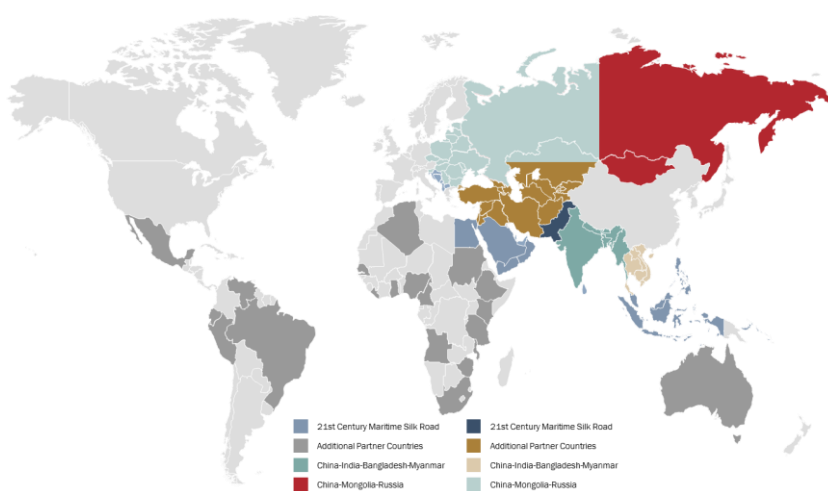 21st Century Maritime Silk Road
21st Century Maritime Silk Road
Additional Partner Countries
Additional Partner Countries
China-India-Bangladesh-Myanmar
China-India-Bangladesh-Myanmar
China-Mongolia-Russia
China-Mongolia-Russia